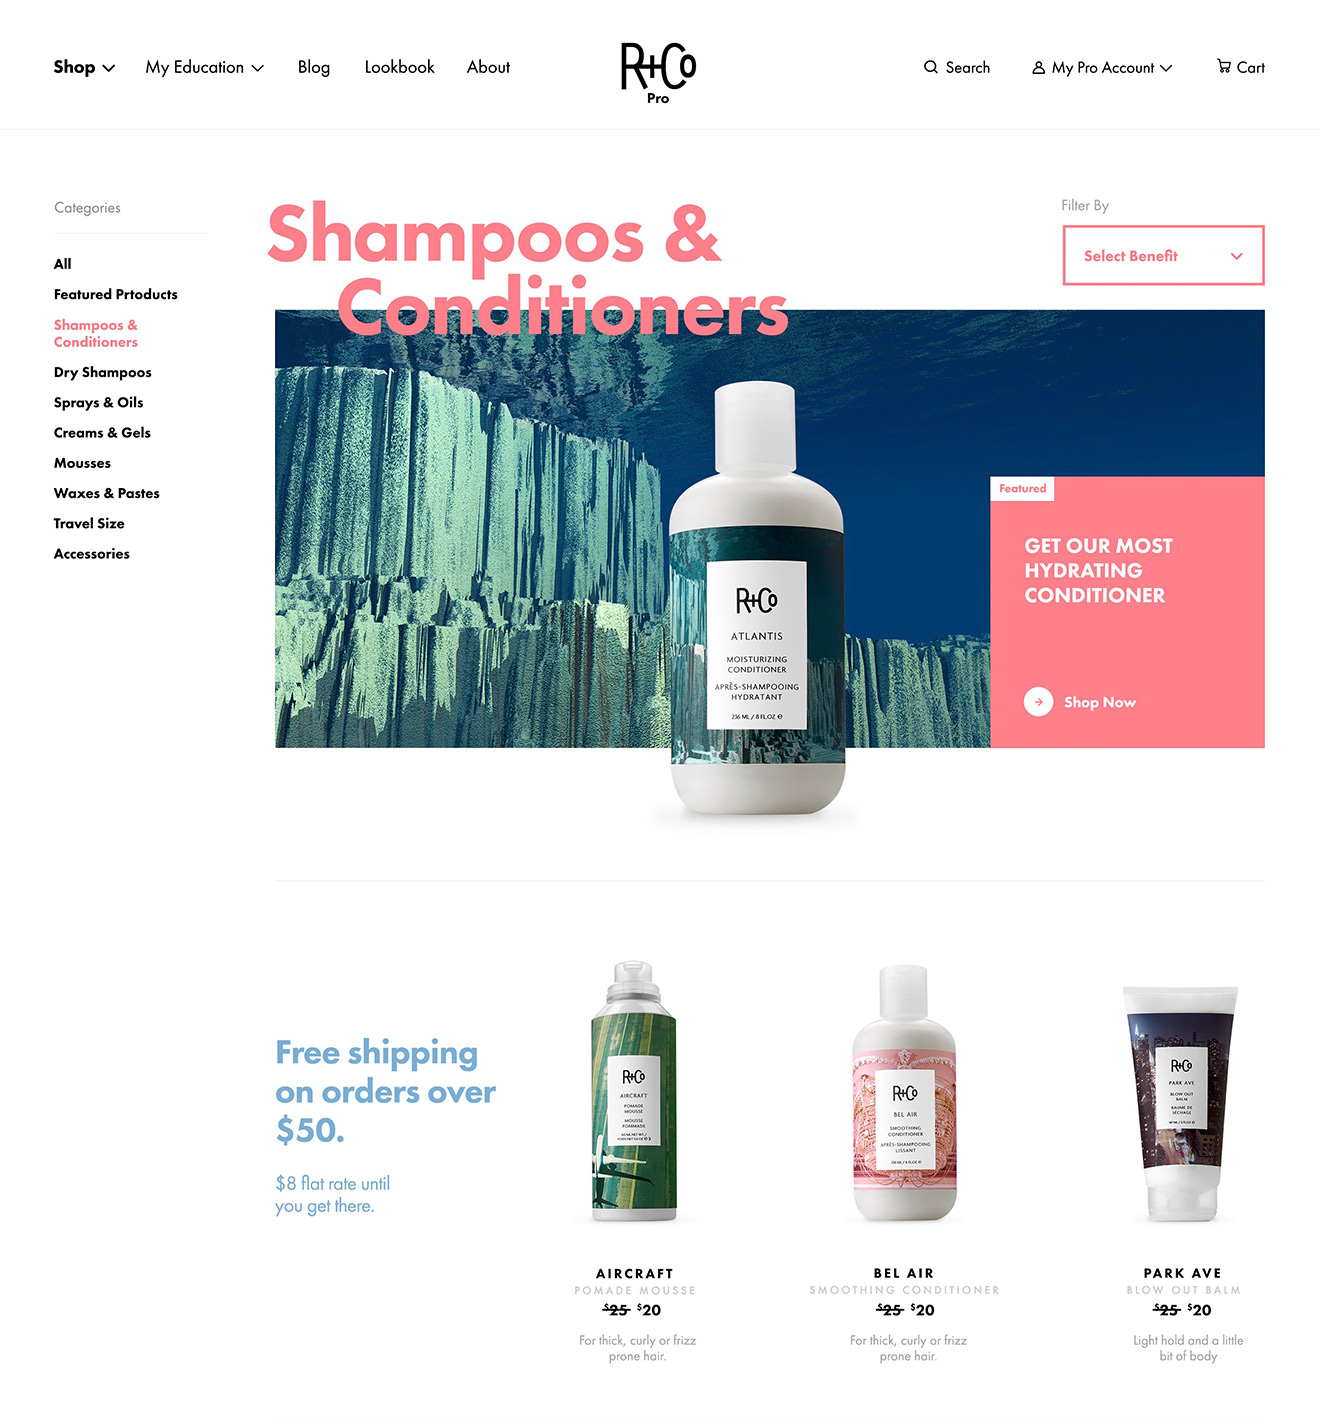 Shop
My Education
Blog
Lookbook
About
R+Co
Pro
Search
My Pro Account
Cart
Categories
All
Featured Prtoducts
Shampoos &
Conditioners
Dry Shampoos
Sprays & Oils
Creams & Gels
Mousses
Waxes & Pastes
Travel Size
Accessories
Shampoos &
Conditioners
Filter By
Select Benefit
R+Co
ATLANTIS
MOISTURIZING
CONDITIONER
APRÈS-SHAMPOOING
HYDRATANT
236 ML / 8 FL.OZ ℮
Featured
GET OUR MOST
HYDRATING
CONDITIONER
Shop Now
Free shipping
on orders over
$50.
$8 flat rate until
you get there.
R+Co
AIRCRAFT
POMADE
MOUSSE
MOUSSE
POMMADE
AIRCRAFT
POMADE MOUSSE
$25 $20
For thick, curly or frizz
prone hair.
R+Co
BEL AIR
SMOOTHING
CONDITIONER
APRÈS-SHAMPOOING
LISSANT
236 ML / 8 FL.OZ ℮
BEL AIR
SMOOTHING CONDITIONER
$25 $20
For thick, curly or frizz
prone hair.
R+Co
PARK AVE
BLOW OUT
BALM
BAUME DE
SÉCHAGE
PARK AVE
BLOW OUT BALM
$25 $20
Light hold and a little
bit of body